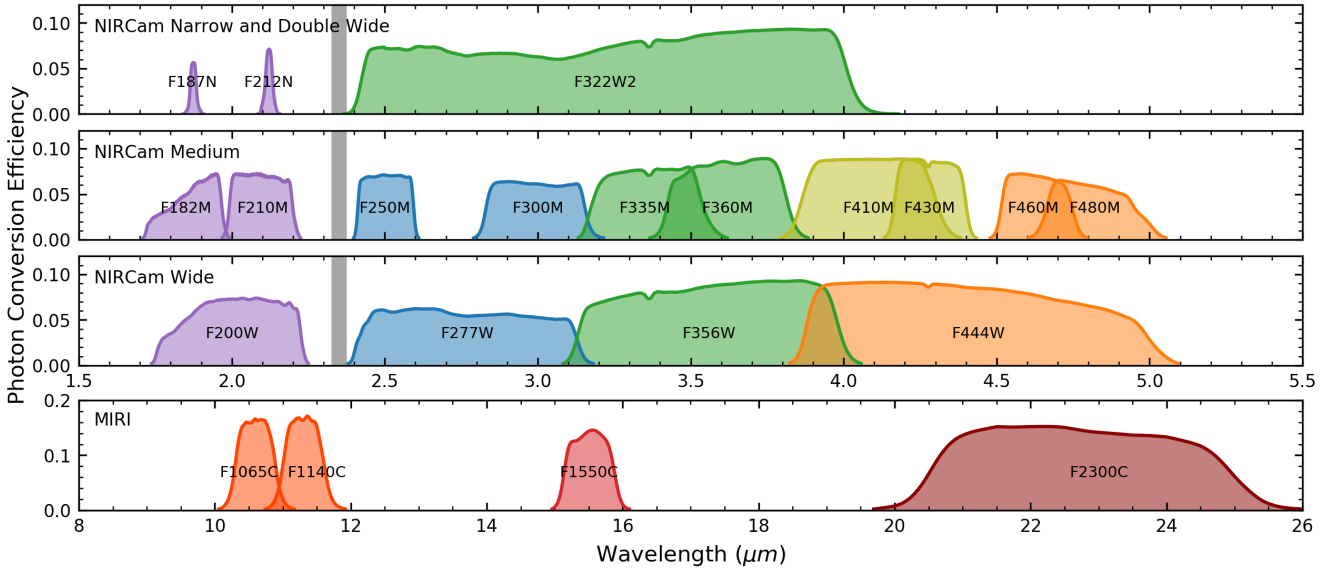 NIRCam Narrow and Double Wide
0.10
0.05
0.00
F187N F212N F322W2
NIRCam Medium
0.10
0.05
0.00
F182M F210M F250M F300M F335M F360M F410M F430M F460M F480M
NIRCam Wide
0.10
0.05
0.00
F200W F277W F356W F444W
1.5 2.0 2.5 3.0 3.5 4.0 4.5 5.0 5.5
MIRI
0.2
0.1
0.0
F1065C F1140C F1550C F2300C
8 10 12 14 16 18 20 22 24 26
Wavelength (μm)
Photon Conversion Efficiency